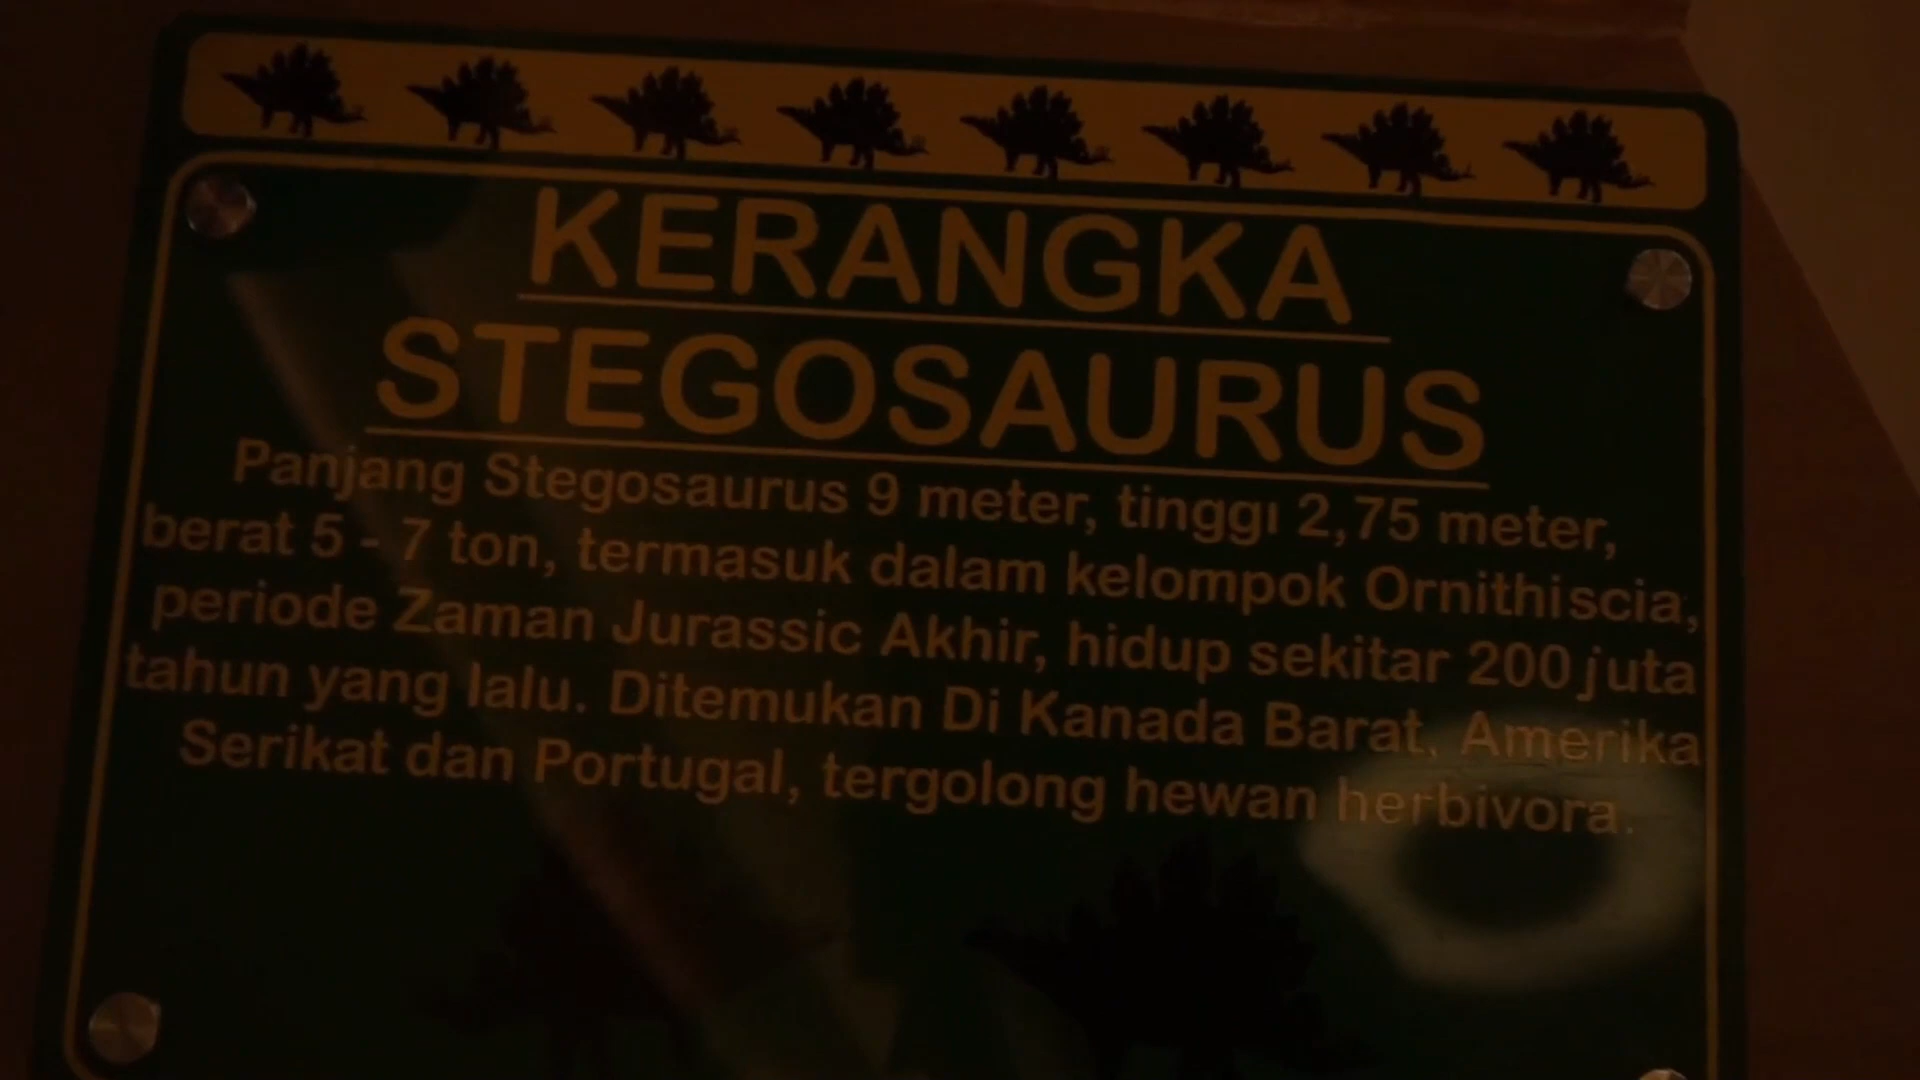 KERANGKA
STEGOSAURUS
Panjang Stegosaurus 9 meter, tinggi 2,75 meter,
berat 5 - 7 ton, termasuk dalam kelompok Ornithiscia,
periode Zaman Jurassic Akhir, hidup sekitar 200 juta
tahun yang lalu. Ditemukan Di Kanada Barat, Amerika
Serikat dan Portugal, tergolong hewan herbivora.